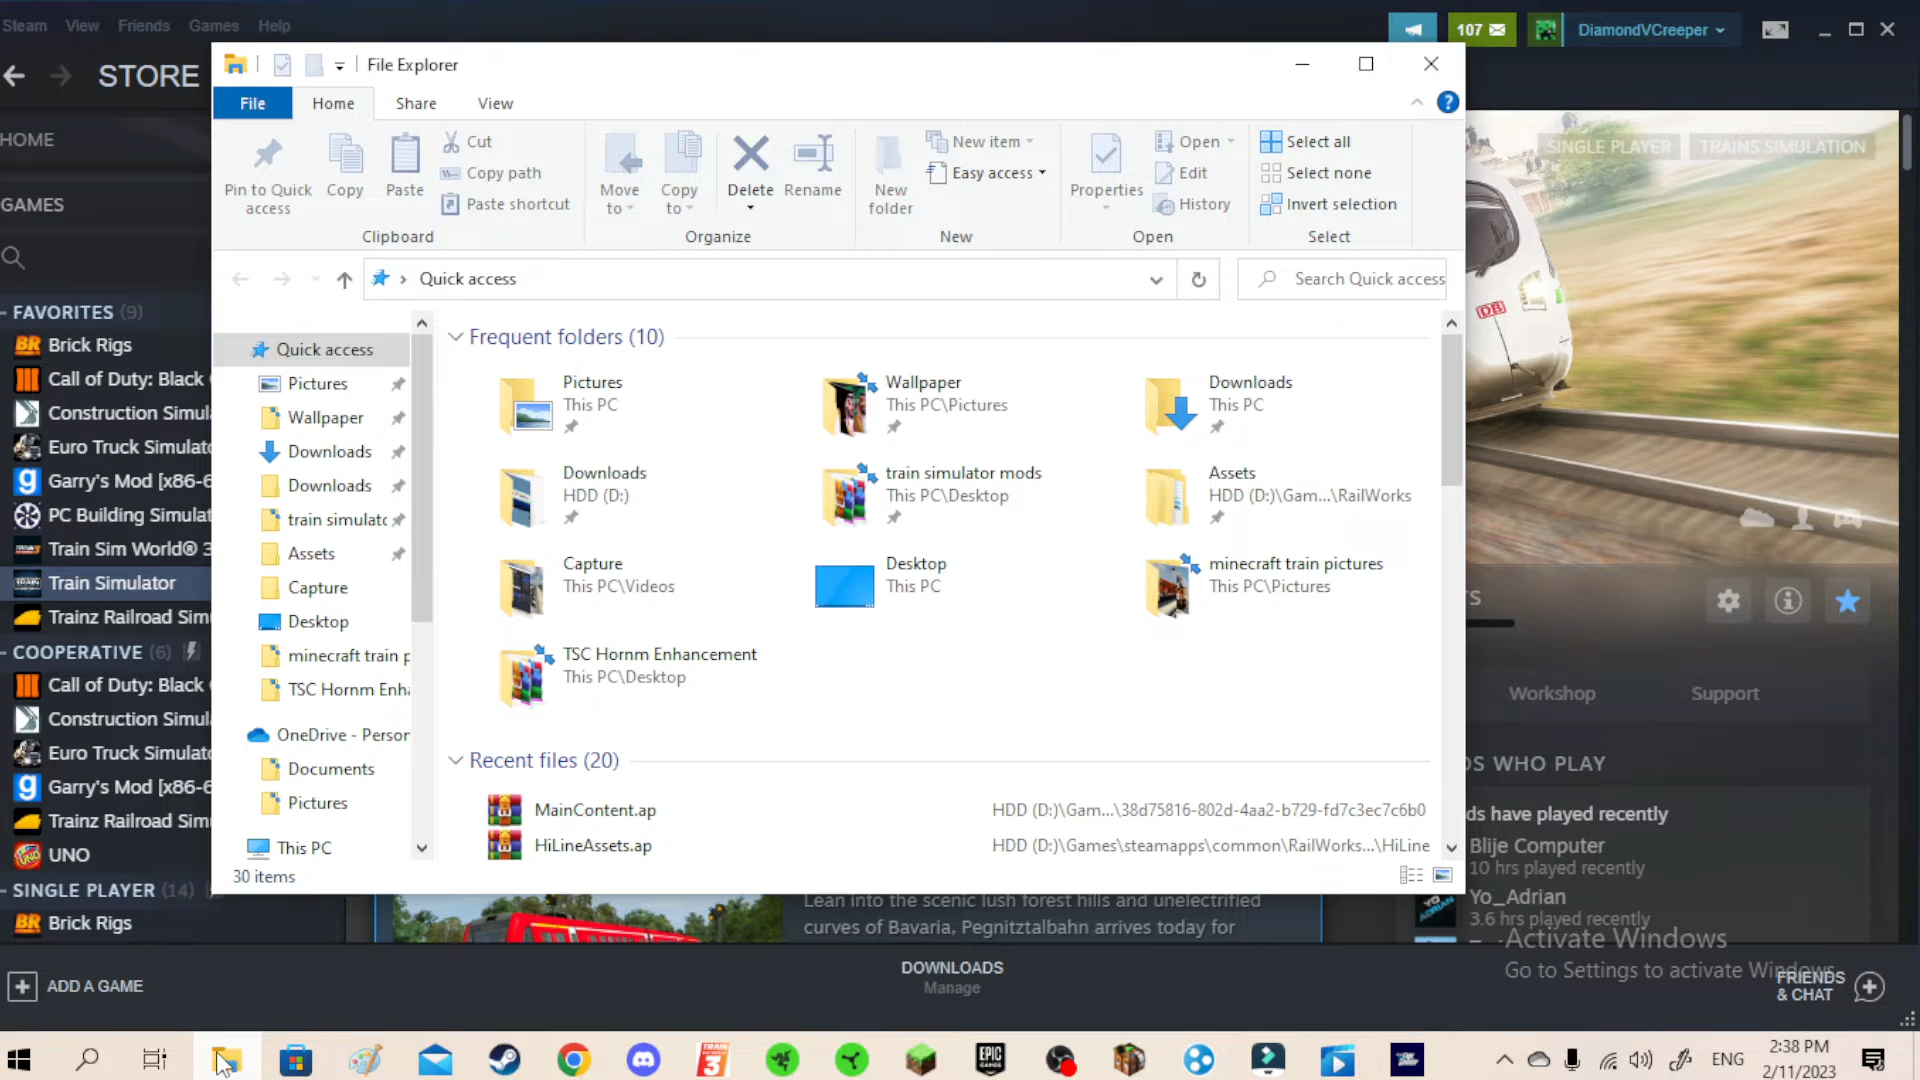 Steam View Friends Games Help
107
DiamondVCreeper
STORE
File Explorer
File Home Share View
SINGLE PLAYER TRAINS SIMULATION
HOME
GAMES
Pin to Quick access
Copy
Paste
Cut
Copy path
Paste shortcut
Clipboard
Move to
Copy to
Delete
Rename
Organize
New folder
New item
Easy access
New
Properties
Open
Edit
History
Open
Select all
Select none
Invert selection
Select
Quick access
Search Quick access
FAVORITES (9)
Brick Rigs
Call of Duty: Black
Construction Simul
Euro Truck Simulato
Garry's Mod [x86-6
PC Building Simulat
Train Sim World® 3
Train Simulator
Trainz Railroad Sim
COOPERATIVE (6)
Call of Duty: Black
Construction Simul
Euro Truck Simulato
Garry's Mod [x86-6
Trainz Railroad Sim
UNO
SINGLE PLAYER (14)
Brick Rigs
Quick access
Pictures
Wallpaper
Downloads
Downloads
train simulatc
Assets
Capture
Desktop
minecraft train p
TSC Hornm Enha
OneDrive - Person
Documents
Pictures
This PC
Frequent folders (10)
Pictures
This PC
Wallpaper
This PC\Pictures
Downloads
This PC
Downloads
HDD (D:)
train simulator mods
This PC\Desktop
Assets
HDD (D:)\Gam...\RailWorks
Capture
This PC\Videos
Desktop
This PC
minecraft train pictures
This PC\Pictures
TSC Hornm Enhancement
This PC\Desktop
Recent files (20)
MainContent.ap HDD (D:)\Gam...\38d75816-802d-4aa2-b729-fd7c3ec7c6b0
HiLineAssets.ap HDD (D:)\Games\steamapps\common\RailWorks...\HiLine
30 items
DB
TS
Workshop Support
DS WHO PLAY
ds have played recently
Blije Computer
10 hrs played recently
Yo_Adrian
3.6 hrs played recently
Lean into the scenic lush forest hills and unelectrified
curves of Bavaria, Pegnitztalbahn arrives today for
Activate Windows
Go to Settings to activate Windows.
ADD A GAME
DOWNLOADS
Manage
FRIENDS
& CHAT
TRAIN
3
EPIC
GAMES
ENG
2:38 PM
2/11/2023